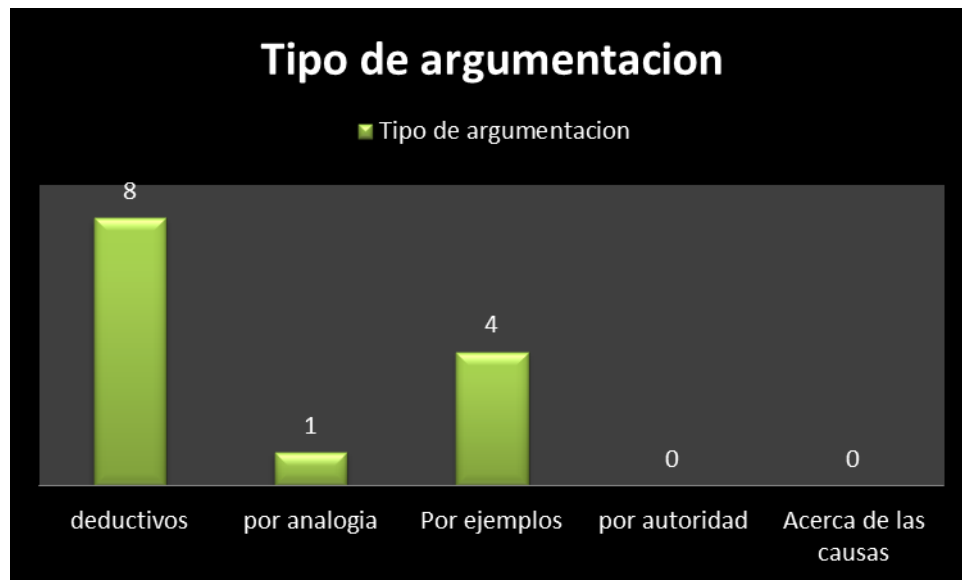 Tipo de argumentacion
Tipo de argumentacion
8
1
4
0
0
deductivos
por analogia
Por ejemplos
por autoridad
Acerca de las
causas